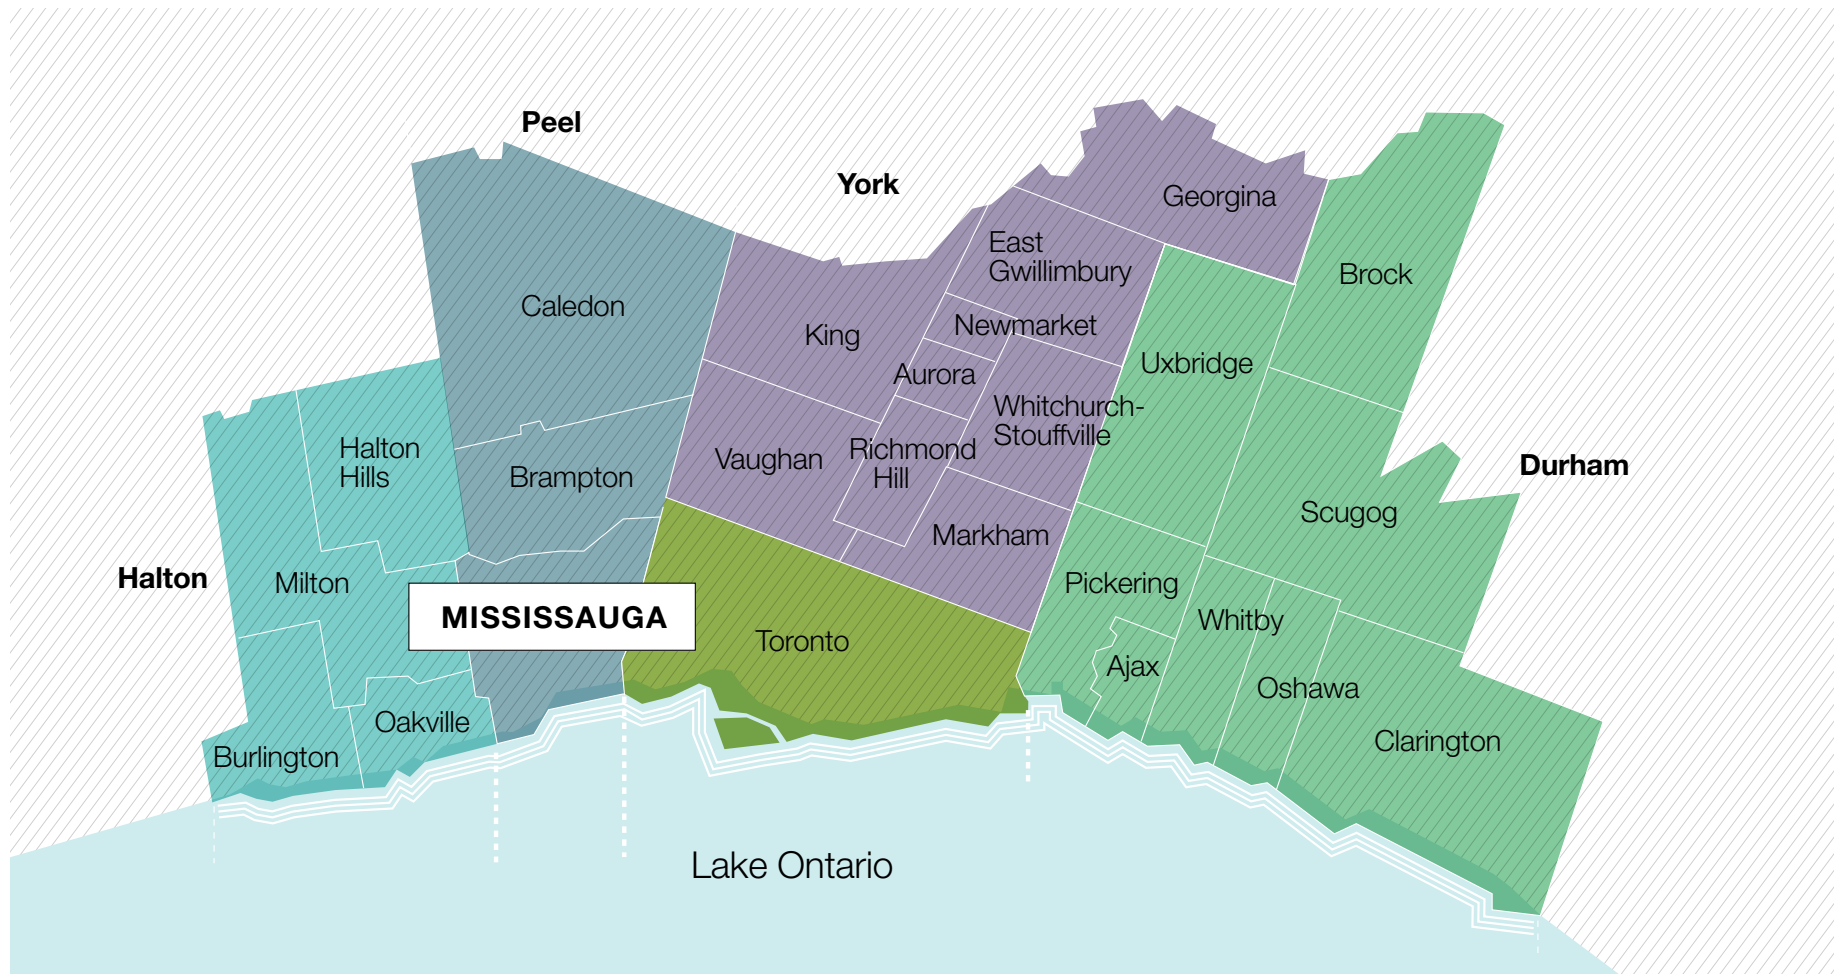 Peel
York
Georgina
East
Gwillimbury
Brock
Caledon
King
Newmarket
Uxbridge
Aurora
Whitchurch-
Stouffville
Halton
Hills
Vaughan
Richmond
Hill
Durham
Brampton
Scugog
Markham
Halton
Milton
Pickering
MISSISSAUGA
Whitby
Toronto
Ajax
Oshawa
Oakville
Clarington
Burlington
Lake Ontario